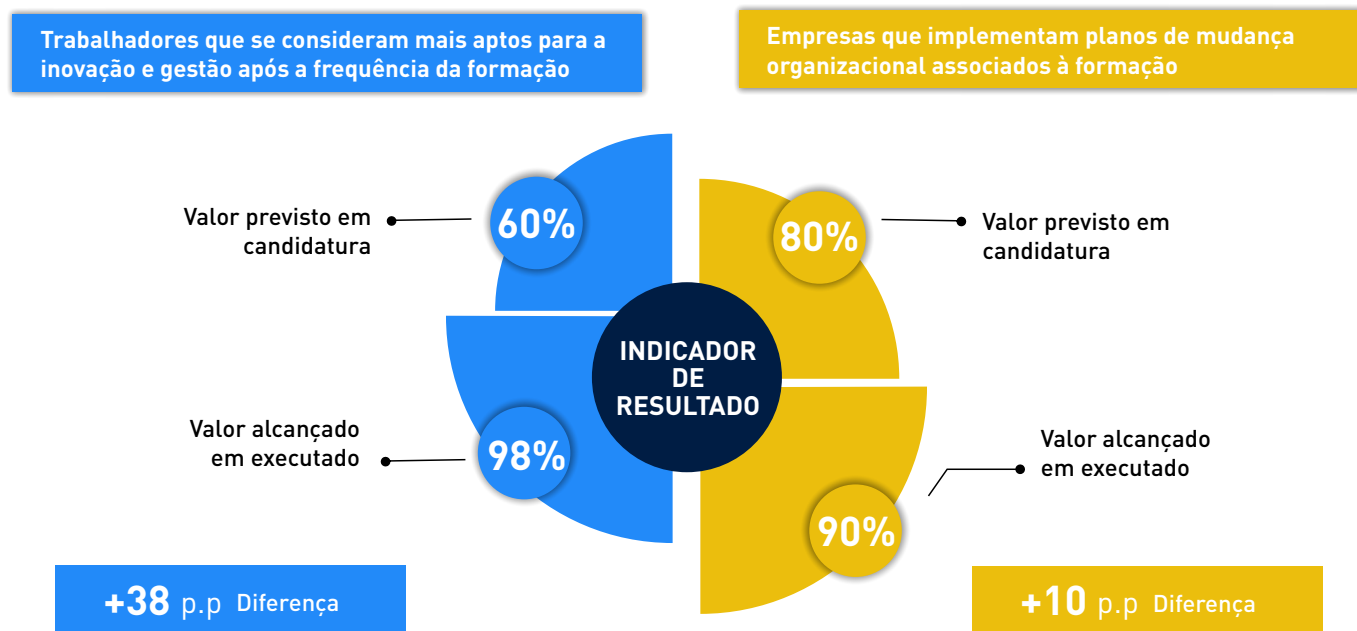 Trabalhadores que se consideram mais aptos para a
inovação e gestão após a frequência da formação
Empresas que implementam planos de mudança
organizacional associados à formação
Valor previsto em
candidatura
60%
80%
Valor previsto em
candidatura
INDICADOR
DE
RESULTADO
Valor alcançado
em executado
98%
90%
Valor alcançado
em executado
+38 p.p Diferença
+10 p.p Diferença